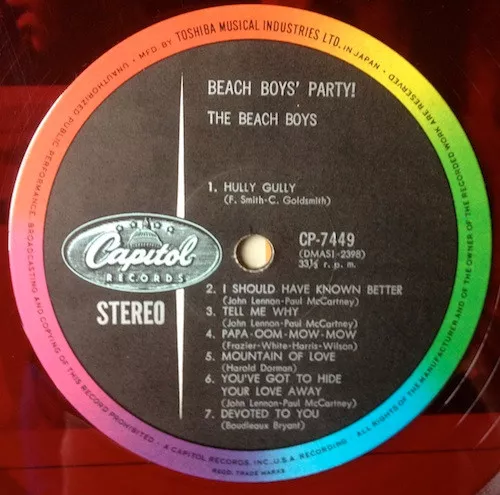 MFD. BY TOSHIBA MUSICAL INDUSTRIES LTD. IN JAPAN • ALL RIGHTS OF THE MANUFACTURER AND OF THE OWNER OF THE RECORDED WORK ARE RESERVED •
UNAUTHORIZED PUBLIC PERFORMANCE, BROADCASTING AND COPYING OF THIS RECORD PROHIBITED •
A CAPITOL RECORDS, INC., U.S.A. RECORDING.
REGD. TRADE MARKS
BEACH BOYS' PARTY!
THE BEACH BOYS
1. HULLY GULLY
(F. Smith-C. Goldsmith)
Capitol
RECORDS
STEREO
CP-7449
(DMAS1-2398)
33⅓ r. p. m.
2. I SHOULD HAVE KNOWN BETTER
(John Lennon-Paul McCartney)
3. TELL ME WHY
(John Lennon-Paul McCartney)
4. PAPA-OOM-MOW-MOW
(Frazier-White-Harris-Wilson)
5. MOUNTAIN OF LOVE
(Harold Dorman)
6. YOU'VE GOT TO HIDE
YOUR LOVE AWAY
(John Lennon-Paul McCartney)
7. DEVOTED TO YOU
(Boudleaux Bryant)